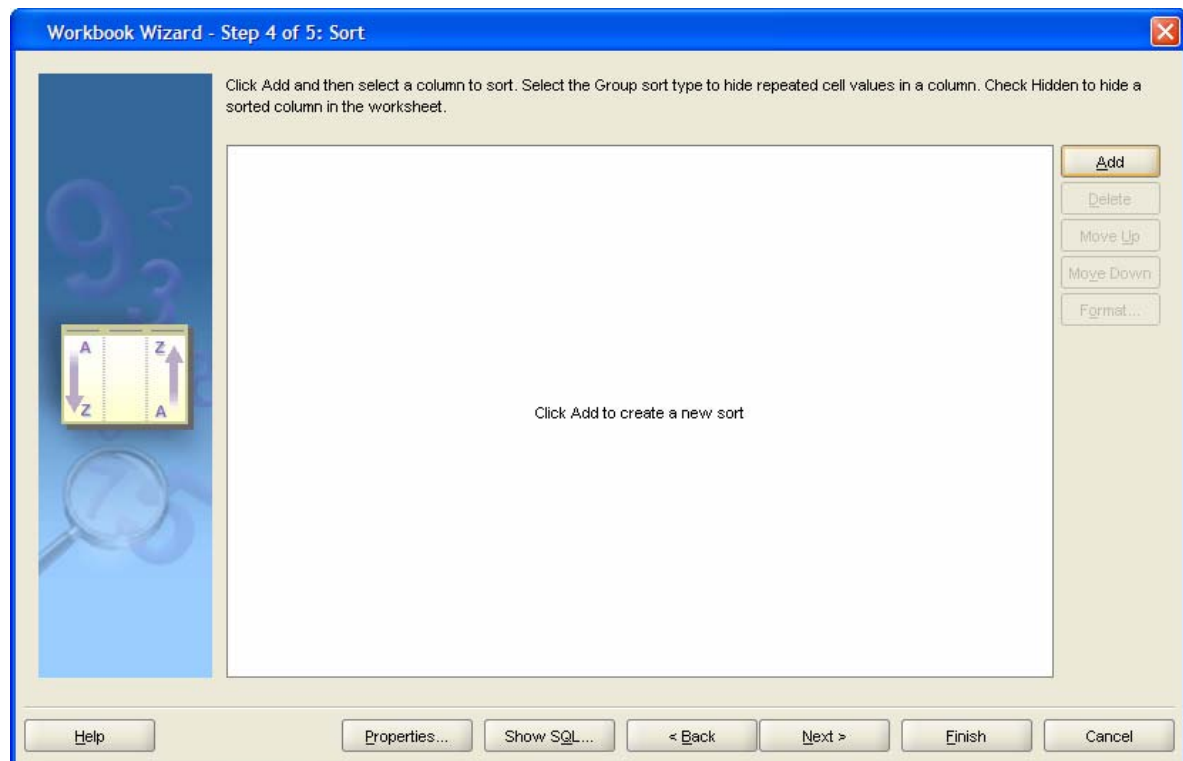 Workbook Wizard - Step 4 of 5: Sort
Click Add and then select a column to sort. Select the Group sort type to hide repeated cell values in a column. Check Hidden to hide a
sorted column in the worksheet.
Add
Delete
Move Up
Move Down
Format...
9 2
3
A Z
Z A
Click Add to create a new sort
Help Properties... Show SQL... < Back Next > Finish Cancel